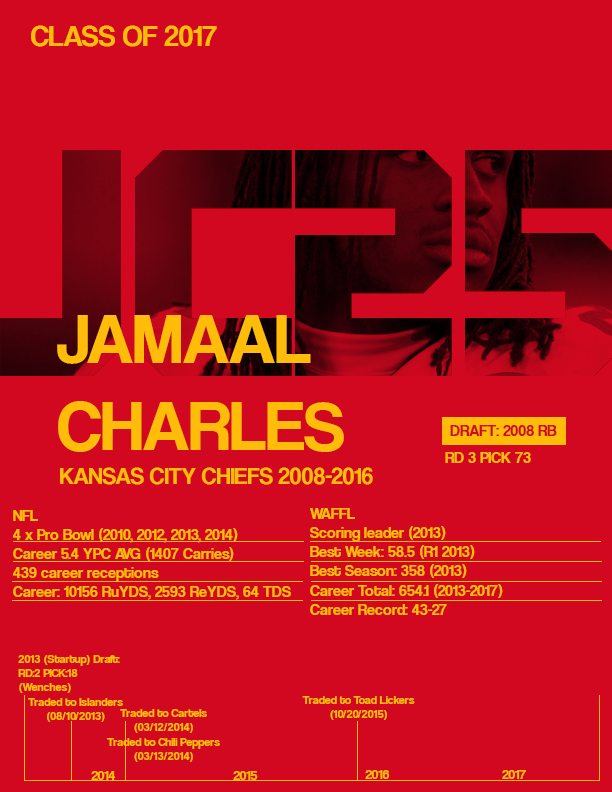 CLASS OF 2017
JC25
JAMAAL
CHARLES
KANSAS CITY CHIEFS 2008-2016
DRAFT: 2008 RB
RD 3 PICK 73
NFL
4 x Pro Bowl (2010, 2012, 2013, 2014)
Career 5.4 YPC AVG (1407 Carries)
439 career receptions
Career: 10156 RuYDS, 2593 ReYDS, 64 TDS
WAFFL
Scoring leader (2013)
Best Week: 58.5 (R1 2013)
Best Season: 358 (2013)
Career Total: 654.1 (2013-2017)
Career Record: 43-27
2013 (Startup) Draft:
RD:2 PICK:18
(Wenches)
Traded to Islanders
(08/10/2013)
Traded to Cartels
(03/12/2014)
Traded to Chili Peppers
(03/13/2014)
Traded to Toad Lickers
(10/20/2015)
2014 2015 2016 2017